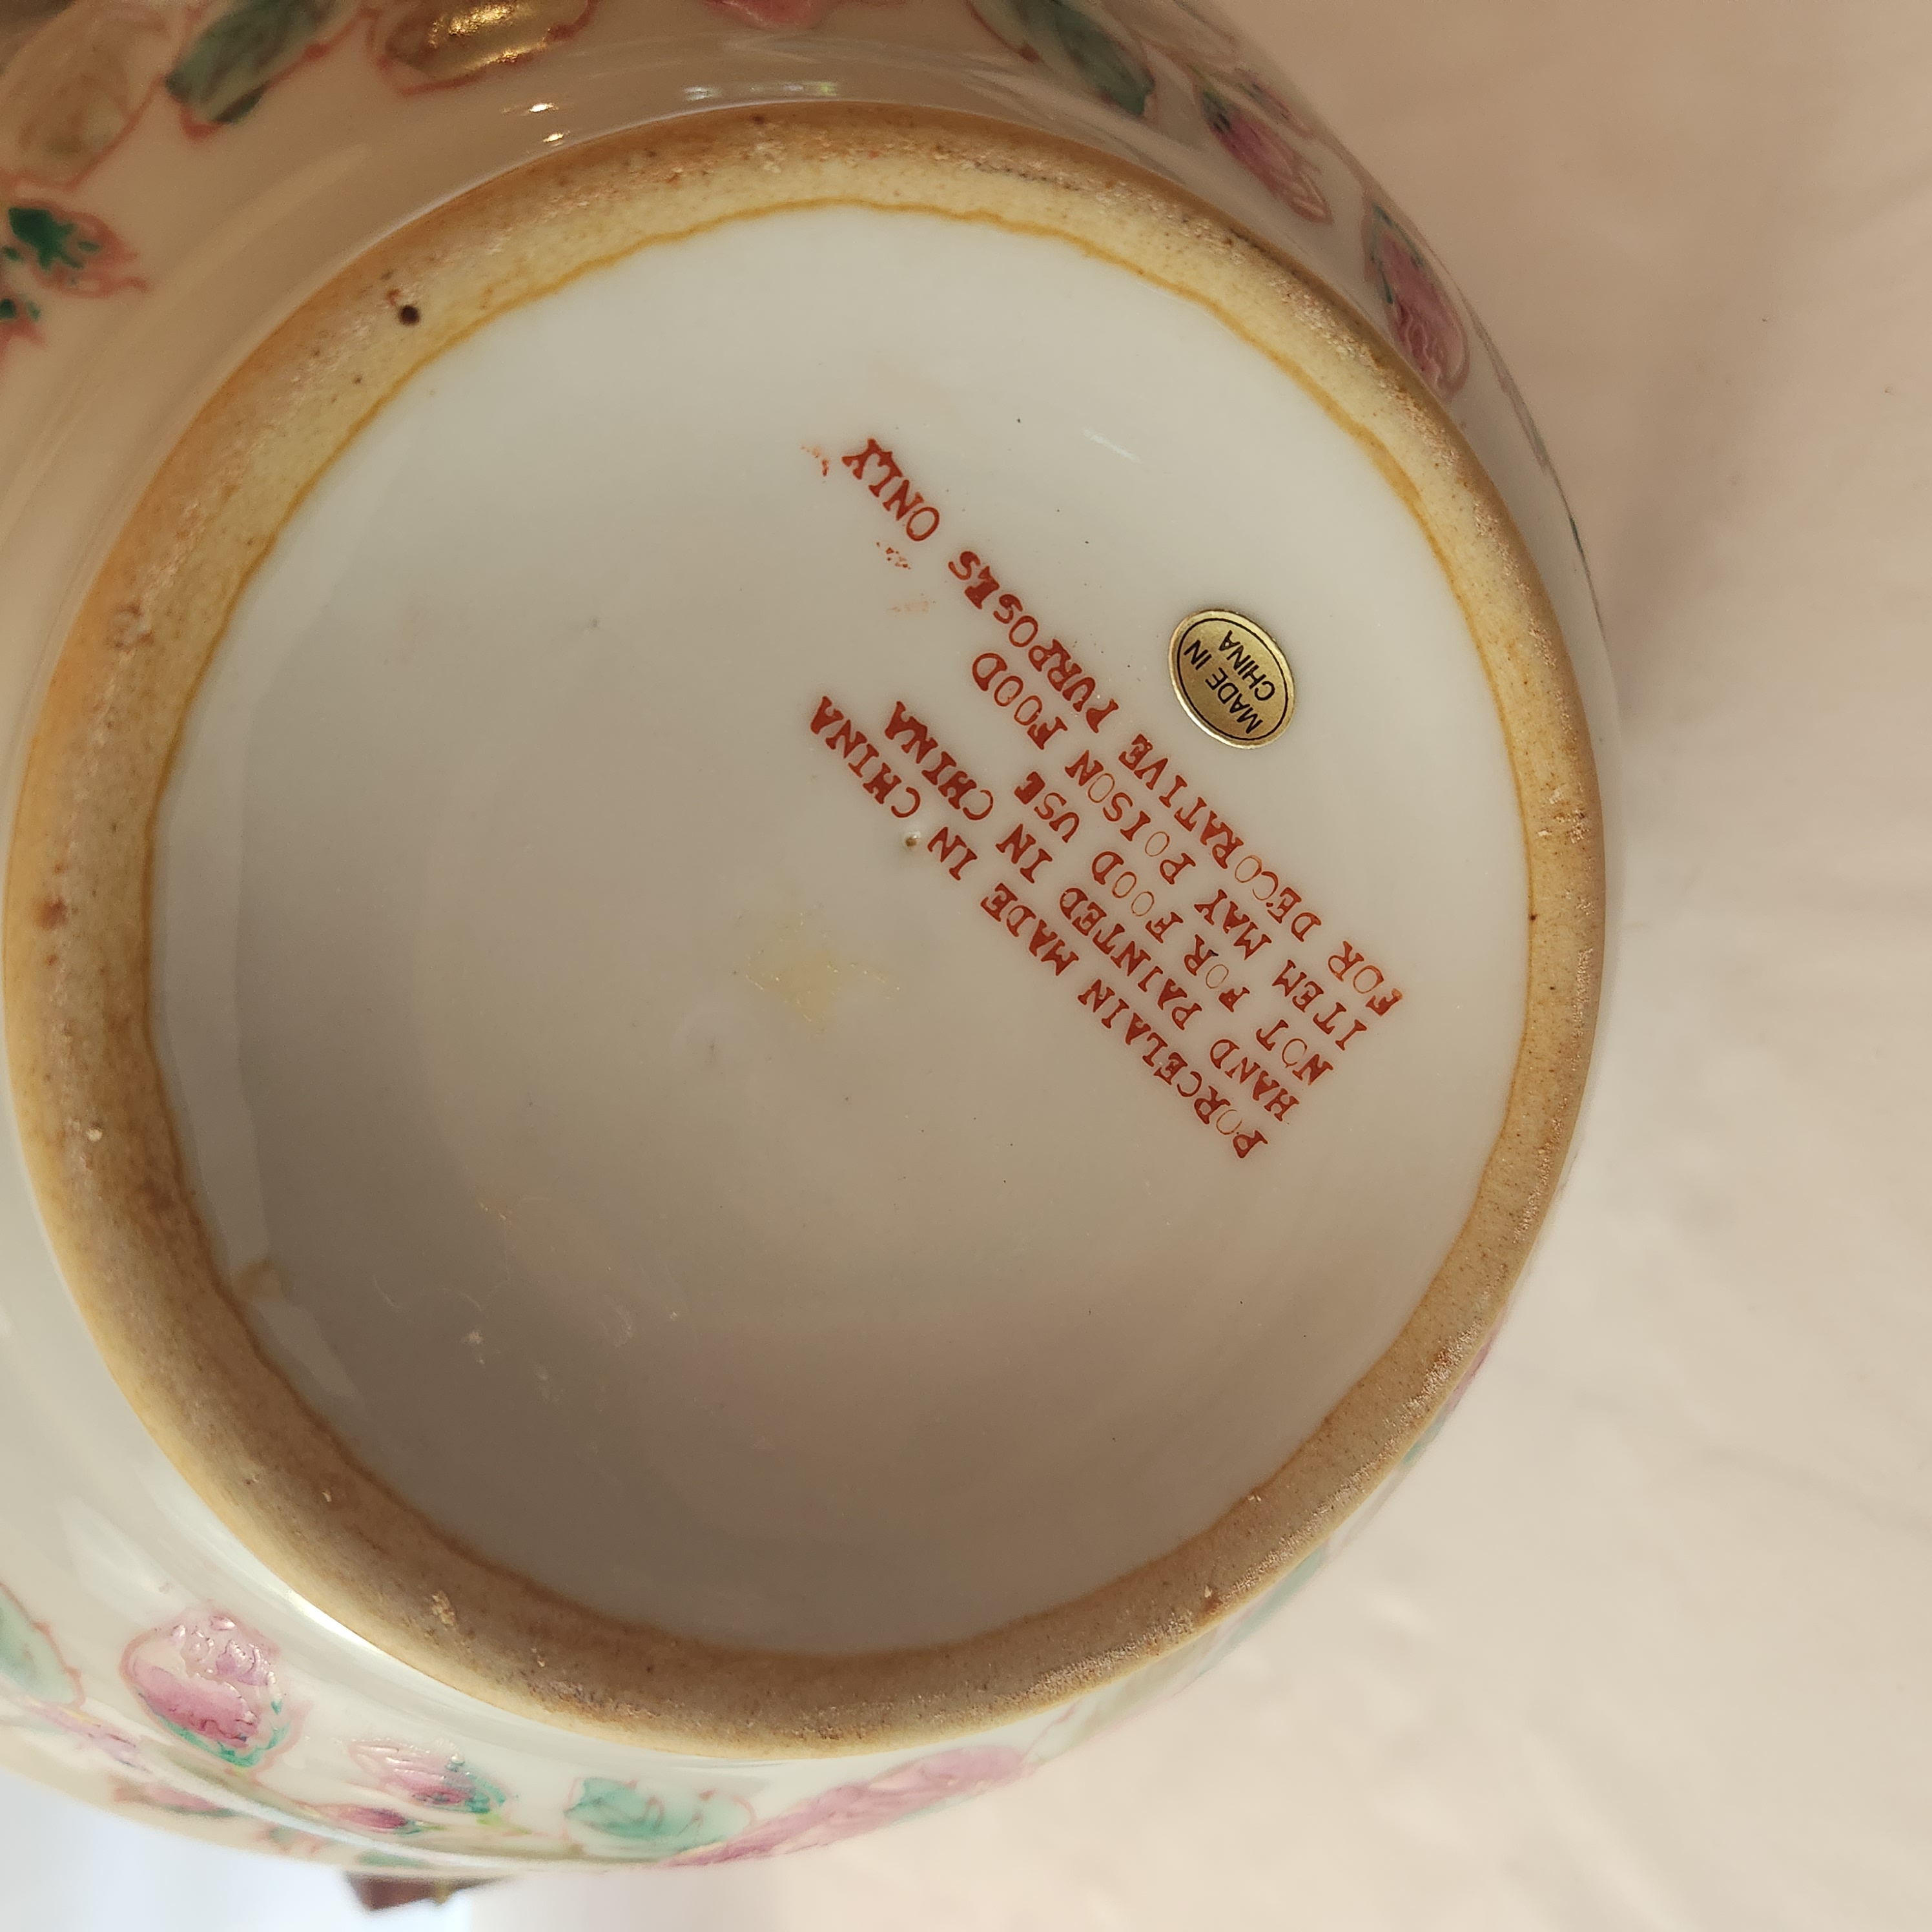 PORCELAIN MADE IN CHINA
HAND PAINTED IN CHINA
NOT FOR FOOD USE
ITEM MAY POISON FOOD
FOR DECORATIVE PURPOSES ONLY
MADE IN
CHINA